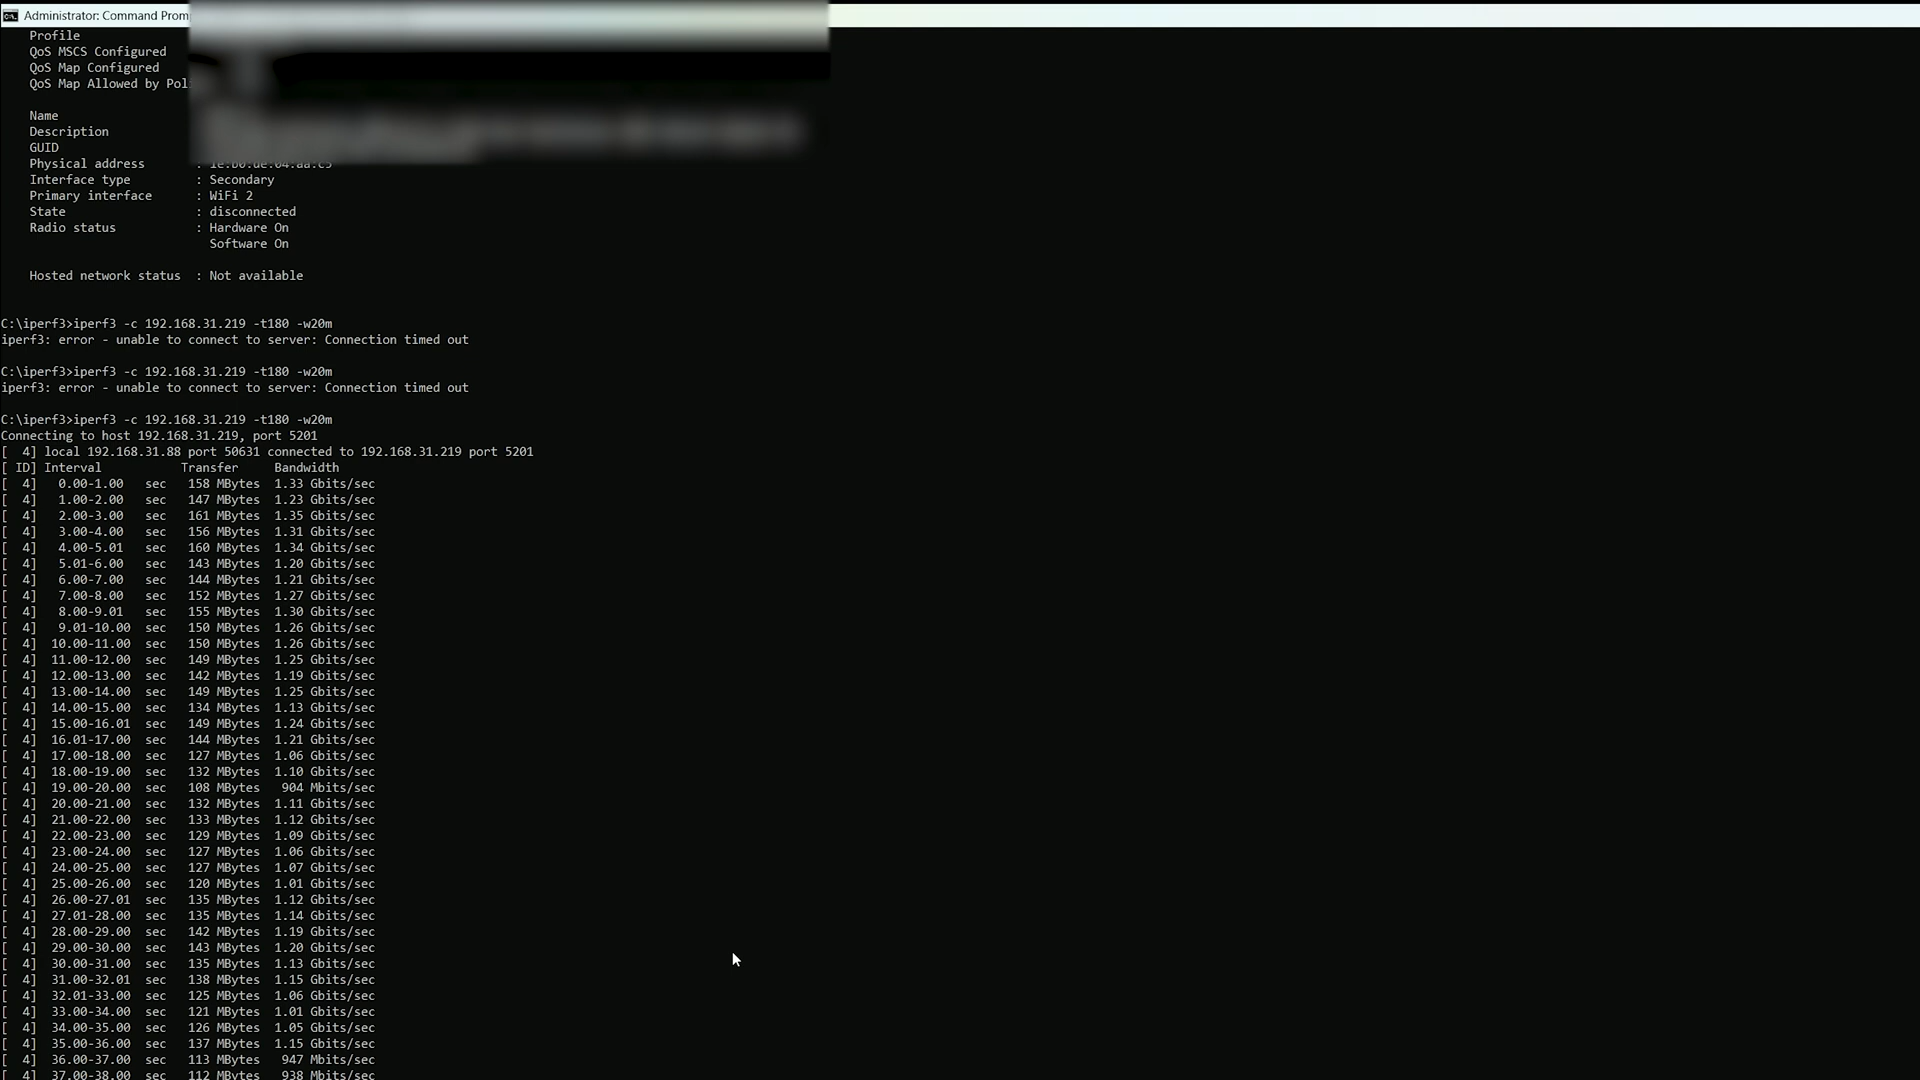 Administrator: Command Prom
Profile
QoS MSCS Configured
QoS Map Configured
QoS Map Allowed by Pol
Name
Description
GUID
Physical address :
Interface type : Secondary
Primary interface : WiFi 2
State : disconnected
Radio status : Hardware On
Software On
Hosted network status : Not available
C:\iperf3>iperf3 -c 192.168.31.219 -t180 -w20m
iperf3: error - unable to connect to server: Connection timed out
C:\iperf3>iperf3 -c 192.168.31.219 -t180 -w20m
iperf3: error - unable to connect to server: Connection timed out
C:\iperf3>iperf3 -c 192.168.31.219 -t180 -w20m
Connecting to host 192.168.31.219, port 5201
[  4] local 192.168.31.88 port 50631 connected to 192.168.31.219 port 5201
[ ID] Interval           Transfer     Bandwidth
[  4]   0.00-1.00   sec   158 MBytes  1.33 Gbits/sec
[  4]   1.00-2.00   sec   147 MBytes  1.23 Gbits/sec
[  4]   2.00-3.00   sec   161 MBytes  1.35 Gbits/sec
[  4]   3.00-4.00   sec   156 MBytes  1.31 Gbits/sec
[  4]   4.00-5.01   sec   160 MBytes  1.34 Gbits/sec
[  4]   5.01-6.00   sec   143 MBytes  1.20 Gbits/sec
[  4]   6.00-7.00   sec   144 MBytes  1.21 Gbits/sec
[  4]   7.00-8.00   sec   152 MBytes  1.27 Gbits/sec
[  4]   8.00-9.01   sec   155 MBytes  1.30 Gbits/sec
[  4]   9.01-10.00  sec   150 MBytes  1.26 Gbits/sec
[  4]  10.00-11.00  sec   150 MBytes  1.26 Gbits/sec
[  4]  11.00-12.00  sec   149 MBytes  1.25 Gbits/sec
[  4]  12.00-13.00  sec   142 MBytes  1.19 Gbits/sec
[  4]  13.00-14.00  sec   149 MBytes  1.25 Gbits/sec
[  4]  14.00-15.00  sec   134 MBytes  1.13 Gbits/sec
[  4]  15.00-16.01  sec   149 MBytes  1.24 Gbits/sec
[  4]  16.01-17.00  sec   144 MBytes  1.21 Gbits/sec
[  4]  17.00-18.00  sec   127 MBytes  1.06 Gbits/sec
[  4]  18.00-19.00  sec   132 MBytes  1.10 Gbits/sec
[  4]  19.00-20.00  sec   108 MBytes   904 Mbits/sec
[  4]  20.00-21.00  sec   132 MBytes  1.11 Gbits/sec
[  4]  21.00-22.00  sec   133 MBytes  1.12 Gbits/sec
[  4]  22.00-23.00  sec   129 MBytes  1.09 Gbits/sec
[  4]  23.00-24.00  sec   127 MBytes  1.06 Gbits/sec
[  4]  24.00-25.00  sec   127 MBytes  1.07 Gbits/sec
[  4]  25.00-26.00  sec   120 MBytes  1.01 Gbits/sec
[  4]  26.00-27.01  sec   135 MBytes  1.12 Gbits/sec
[  4]  27.01-28.00  sec   135 MBytes  1.14 Gbits/sec
[  4]  28.00-29.00  sec   142 MBytes  1.19 Gbits/sec
[  4]  29.00-30.00  sec   143 MBytes  1.20 Gbits/sec
[  4]  30.00-31.00  sec   135 MBytes  1.13 Gbits/sec
[  4]  31.00-32.01  sec   138 MBytes  1.15 Gbits/sec
[  4]  32.01-33.00  sec   125 MBytes  1.06 Gbits/sec
[  4]  33.00-34.00  sec   121 MBytes  1.01 Gbits/sec
[  4]  34.00-35.00  sec   126 MBytes  1.05 Gbits/sec
[  4]  35.00-36.00  sec   137 MBytes  1.15 Gbits/sec
[  4]  36.00-37.00  sec   113 MBytes   947 Mbits/sec
[  4]  37.00-38.00  sec   112 MBytes   938 Mbits/sec